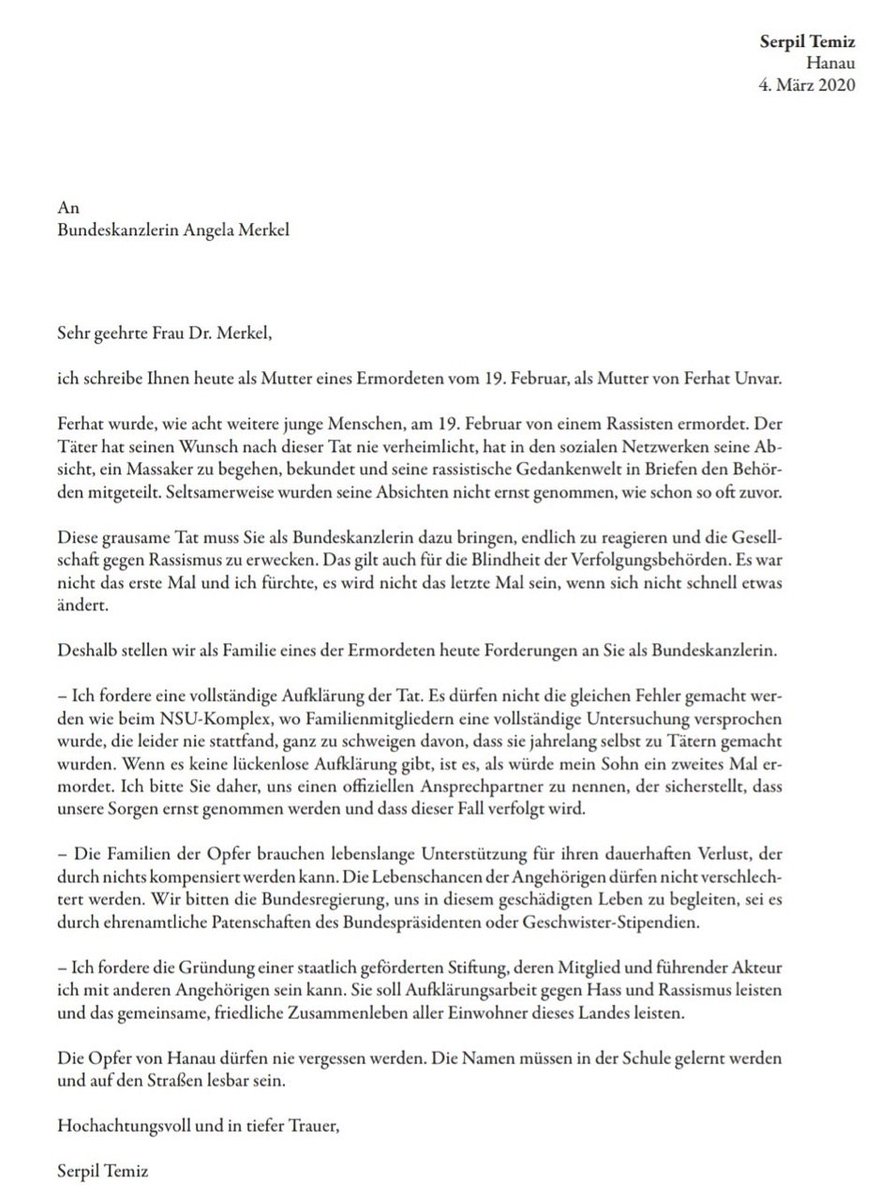 Serpil Temiz
Hanau
4. März 2020
An
Bundeskanzlerin Angela Merkel
Sehr geehrte Frau Dr. Merkel,
ich schreibe Ihnen heute als Mutter eines Ermordeten vom 19. Februar, als Mutter von Ferhat Unvar.
Ferhat wurde, wie acht weitere junge Menschen, am 19. Februar von einem Rassisten ermordet. Der
Täter hat seinen Wunsch nach dieser Tat nie verheimlicht, hat in den sozialen Netzwerken seine Ab-
sicht, ein Massaker zu begehen, bekundet und seine rassistische Gedankenwelt in Briefen den Behör-
den mitgeteilt. Seltsamerweise wurden seine Absichten nicht ernst genommen, wie schon so oft zuvor.
Diese grausame Tat muss Sie als Bundeskanzlerin dazu bringen, endlich zu reagieren und die Gesell-
schaft gegen Rassismus zu erwecken. Das gilt auch für die Blindheit der Verfolgungsbehörden. Es war
nicht das erste Mal und ich fürchte, es wird nicht das letzte Mal sein, wenn sich nicht schnell etwas
ändert.
Deshalb stellen wir als Familie eines der Ermordeten heute Forderungen an Sie als Bundeskanzlerin.
– Ich fordere eine vollständige Aufklärung der Tat. Es dürfen nicht die gleichen Fehler gemacht wer-
den wie beim NSU-Komplex, wo Familienmitgliedern eine vollständige Untersuchung versprochen
wurde, die leider nie stattfand, ganz zu schweigen davon, dass sie jahrelang selbst zu Tätern gemacht
wurden. Wenn es keine lückenlose Aufklärung gibt, ist es, als würde mein Sohn ein zweites Mal er-
mordet. Ich bitte Sie daher, uns einen offiziellen Ansprechpartner zu nennen, der sicherstellt, dass
unsere Sorgen ernst genommen werden und dass dieser Fall verfolgt wird.
– Die Familien der Opfer brauchen lebenslange Unterstützung für ihren dauerhaften Verlust, der
durch nichts kompensiert werden kann. Die Lebenschancen der Angehörigen dürfen nicht verschlech-
tert werden. Wir bitten die Bundesregierung, uns in diesem geschädigten Leben zu begleiten, sei es
durch ehrenamtliche Patenschaften des Bundespräsidenten oder Geschwister-Stipendien.
– Ich fordere die Gründung einer staatlich geförderten Stiftung, deren Mitglied und führender Akteur
ich mit anderen Angehörigen sein kann. Sie soll Aufklärungsarbeit gegen Hass und Rassismus leisten
und das gemeinsame, friedliche Zusammenleben aller Einwohner dieses Landes leisten.
Die Opfer von Hanau dürfen nie vergessen werden. Die Namen müssen in der Schule gelernt werden
und auf den Straßen lesbar sein.
Hochachtungsvoll und in tiefer Trauer,
Serpil Temiz